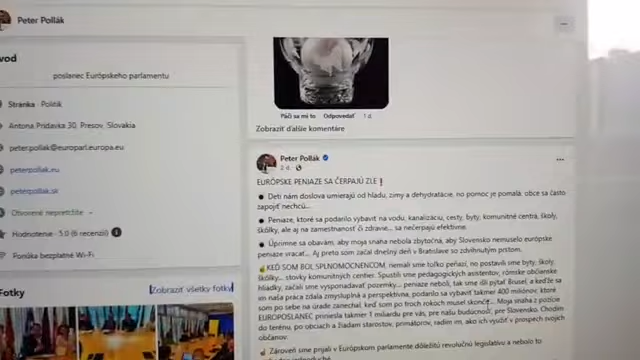 Peter Pollák
vod
poslanec Európskeho parlamentu
Stránka · Politik
Antona Prídavka 30, Presov, Slovakia
peter.pollak@europarl.europa.eu
peterpollak.eu
peterpollak.sk
Otvorené nepretržite
Hodnotenie · 5,0 (6 recenzií)
Ponúka bezplatné Wi-Fi
Fotky
Zobraziť všetky fotky
Páči sa mi to Odpovedať 1 d
Zobraziť ďalšie komentáre
Peter Pollák
2 d
EURÓPSKE PENIAZE SA ČERPAJÚ ZLE❗
● Deti nám doslova umierajú od hladu, zimy a dehydratácie, no pomoc je pomalá, obce sa často
zapojiť nechcú...
● Peniaze, ktoré sa podarilo vybaviť na vodu, kanalizáciu, cesty, byty, komunitné centrá, školy,
škôlky, ale aj na zamestnanosť či zdravie... sa nečerpajú efektívne.
● Úprimne sa obávam, aby moja snaha nebola zbytočná, aby Slovensko nemuselo európske
peniaze vracať... Aj preto som začal dnešný deň v Bratislave so zdvihnutým prstom.
KEĎ SOM BOL SPLNOMOCNENCOM, nemali sme toľko peňazí, no postavili sme byty, školy,
škôlky... stovky komunitných centier. Spustili sme pedagogických asistentov, rómske občianske
hliadky, začali sme vysporiadavať pozemky... peniaze neboli, tak sme išli pýtať Brusel, a keďže sa
im naša práca zdala zmysluplná a perspektívna, podarilo sa vybaviť takmer 400 miliónov, ktoré
som po sebe na úrade zanechal, keď som po troch rokoch musel skončiť... Moja snaha z pozície
EUROPOSLANEC priniesla takmer 1 miliardu pre vás, pre našu budúcnosť, pre Slovensko. Chodím
do terénu, po obciach a žiadam starostov, primátorov, radím im, ako ich využiť v prospech svojich
občanov.
Zároveň sme prijali v Európskom parlamente dôležitú revolučnú legislatívu a nebolo to